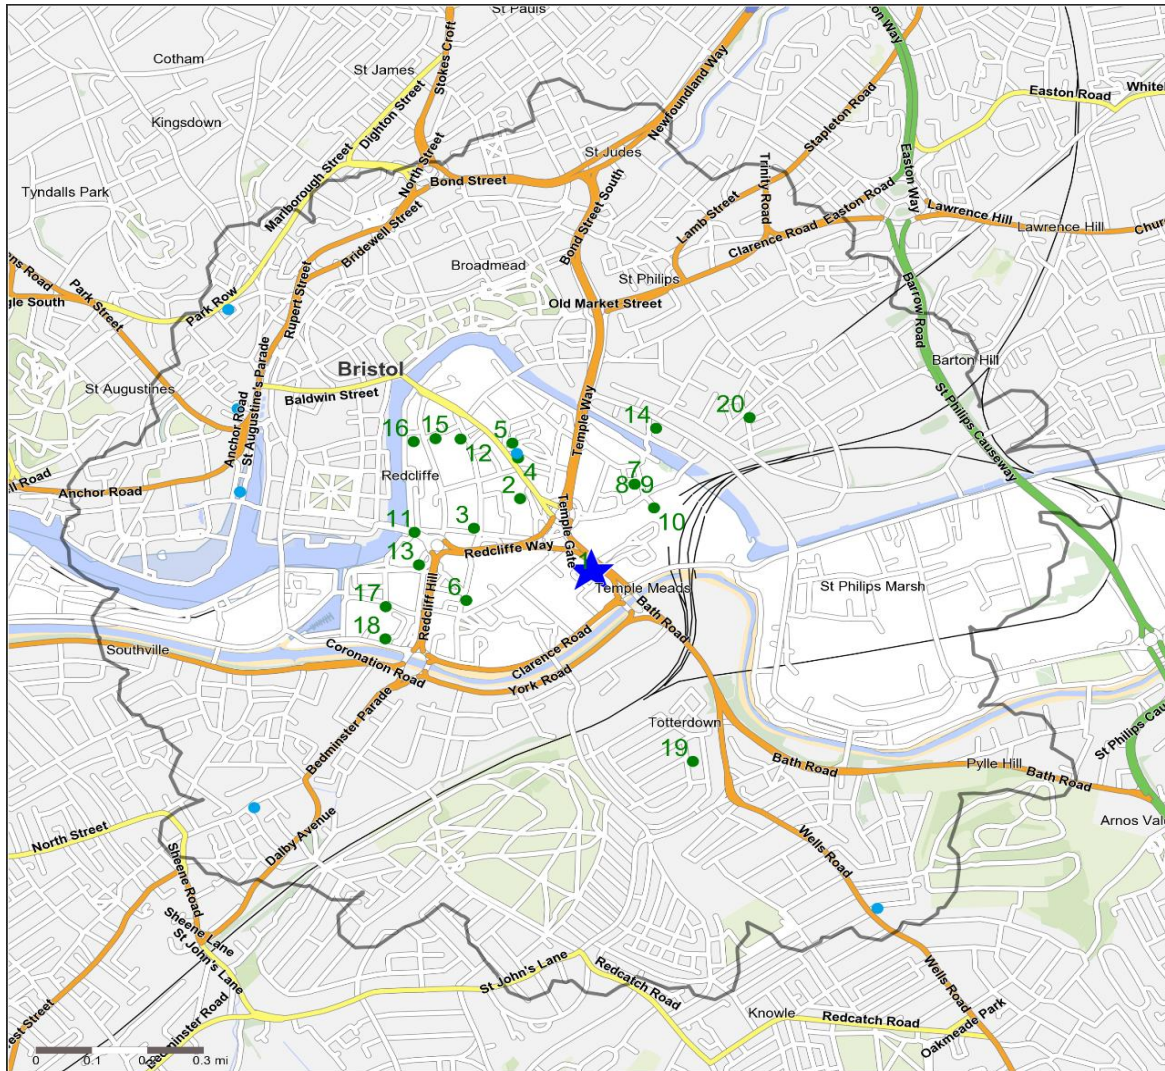 St Pauls
Cotham
St James
Stokes Croft
Newfoundland Way
Easton Road
Kingsdown
Dighton Street
Stapleton Road
St Judes
Tyndalls Park
Marlborough Street
North Street
Bond Street
Trinity Road
Easton Way
Lamb Street
Easton Road
Bridewell Street
Bond Street South
Clarence Road
Lawrence Hill
Lawrence Hill
Broadmead
St Philips
Park Street
Park Row
Rupert Street
Old Market Street
Barrow Road
Barton Hill
Bristol
St Augustines
Baldwin Street
St Augustine's Parade
Anchor Road
Temple Way
St Philips Causeway
20
16
15
12
5
14
4
Redcliffe
7
8
9
Anchor Road
2
10
11
3
Temple Gate
Redcliffe Way
13
1
Temple Meads
St Philips Marsh
17
6
Redcliff Hill
Bath Road
18
Southville
Coronation Road
Clarence Road
York Road
Bedminster Parade
Totterdown
19
Bath Road
Pylle Hill
Bath Road
North Street
Dalby Avenue
Wells Road
Sheene Road
Sheene Lane
St John's Lane
St John's Lane
Redcatch Road
Wells Road
Knowle
Redcatch Road
Oakmeade Park
Bedminster Road
0 0.1 0.2 0.3 mi